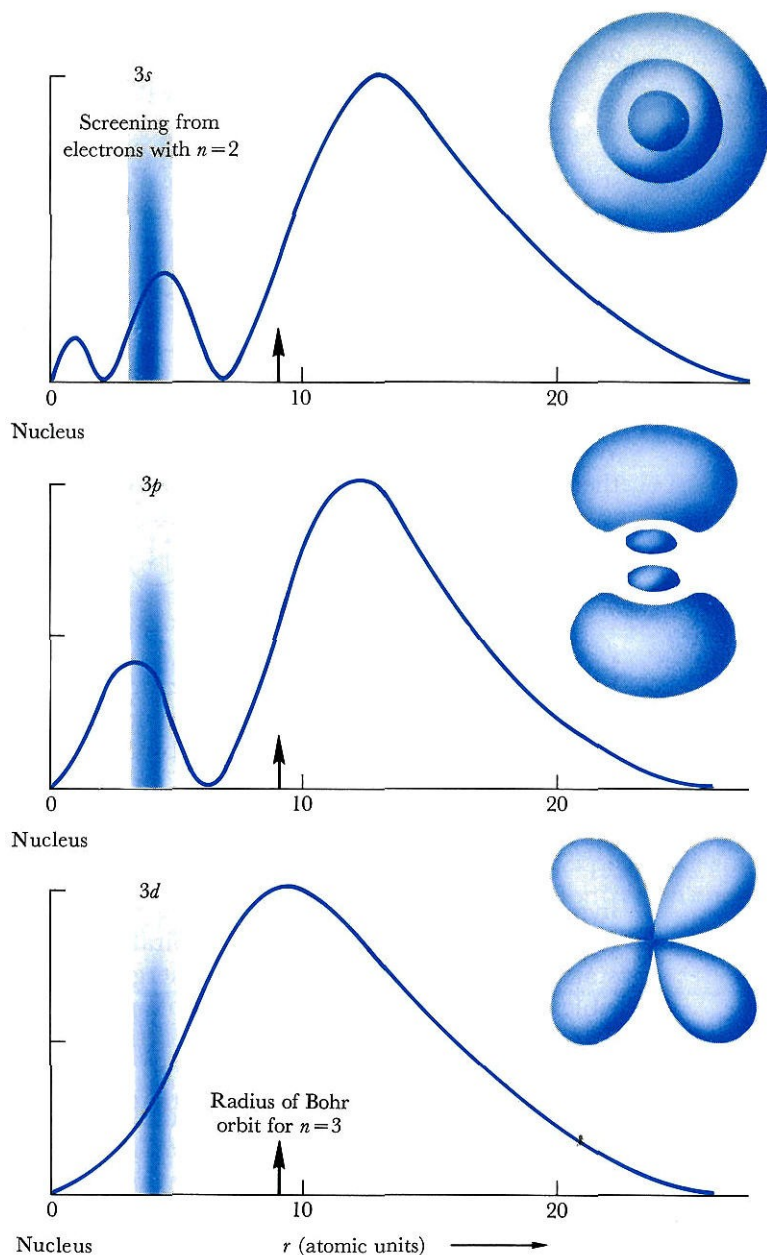 3s
Screening from
electrons with n=2
0
10
20
Nucleus
3p
0
10
20
Nucleus
3d
Radius of Bohr
orbit for n=3
0
10
20
Nucleus
r (atomic units)